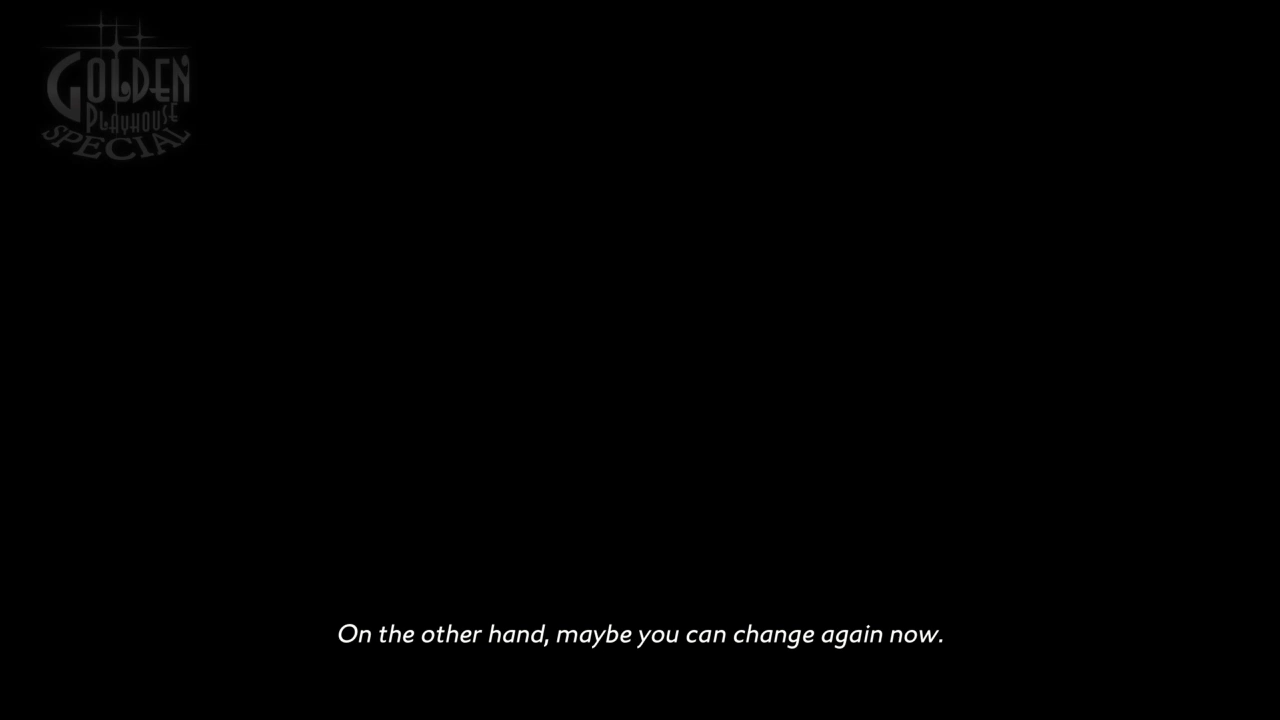 GOLDEN
PLAYHOUSE
SPECIAL
On the other hand, maybe you can change again now.